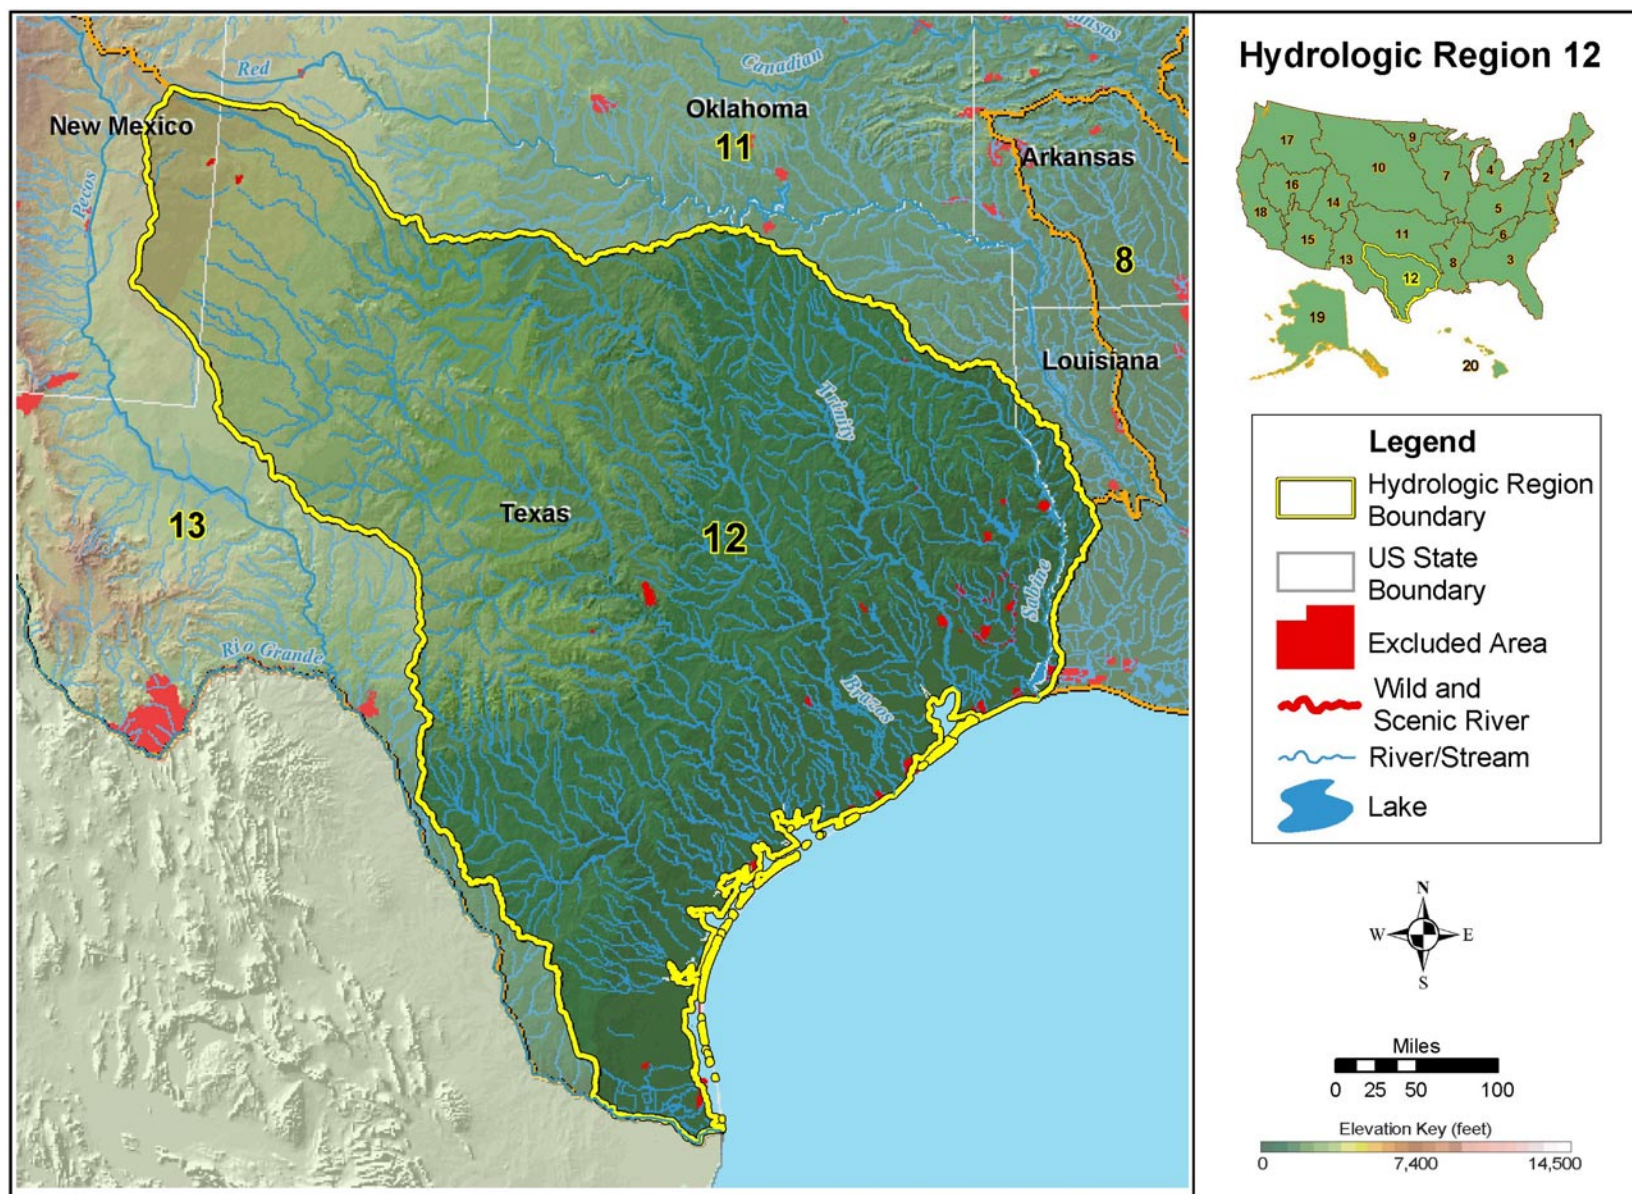 Hydrologic Region 12
Red
Canadian
New Mexico
Oklahoma
11
Arkansas
Pecos
8
Louisiana
Trinity
13
Texas
12
Sabine
Rio Grande
Brazos
17
9
1
10
7
4
2
16
5
14
18
11
6
15
13
8
3
12
19
20
Legend
Hydrologic Region
Boundary
US State
Boundary
Excluded Area
Wild and
Scenic River
River/Stream
Lake
N
W
E
S
Miles
0 25 50 100
Elevation Key (feet)
0 7,400 14,500